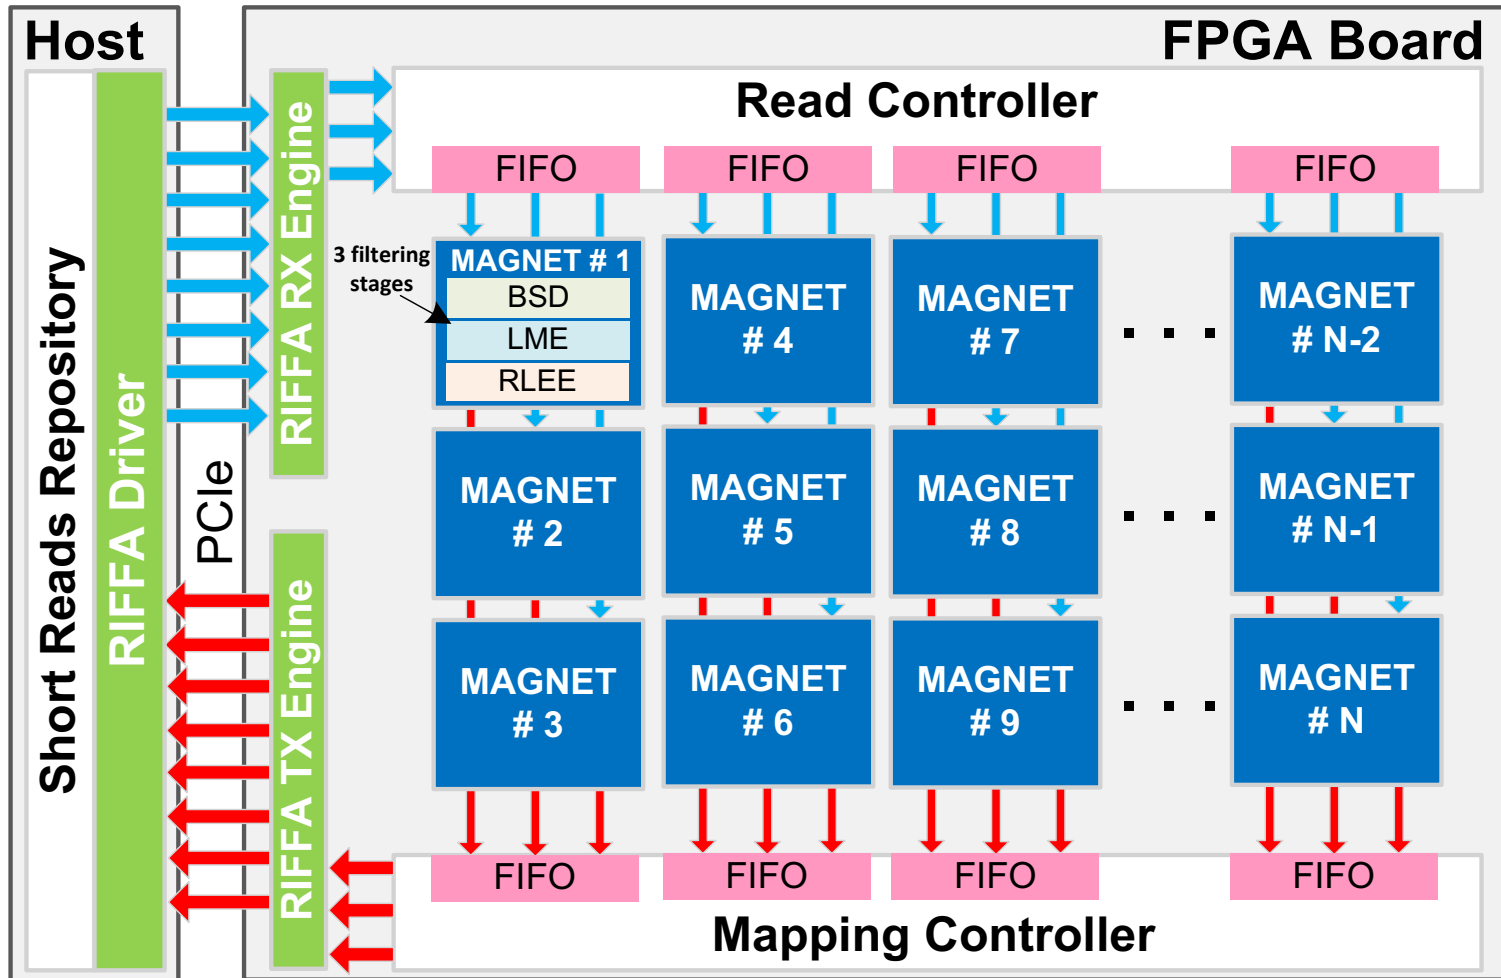 Host
FPGA Board
Short Reads Repository
RIFFA Driver
PCIe
RIFFA RX Engine
RIFFA TX Engine
Read Controller
FIFO
FIFO
FIFO
FIFO
3 filtering
stages
MAGNET # 1
BSD
LME
RLEE
MAGNET
# 4
MAGNET
# 7
. . .
MAGNET
# N-2
MAGNET
# 2
MAGNET
# 5
MAGNET
# 8
. . .
MAGNET
# N-1
MAGNET
# 3
MAGNET
# 6
MAGNET
# 9
. . .
MAGNET
# N
FIFO
FIFO
FIFO
FIFO
Mapping Controller